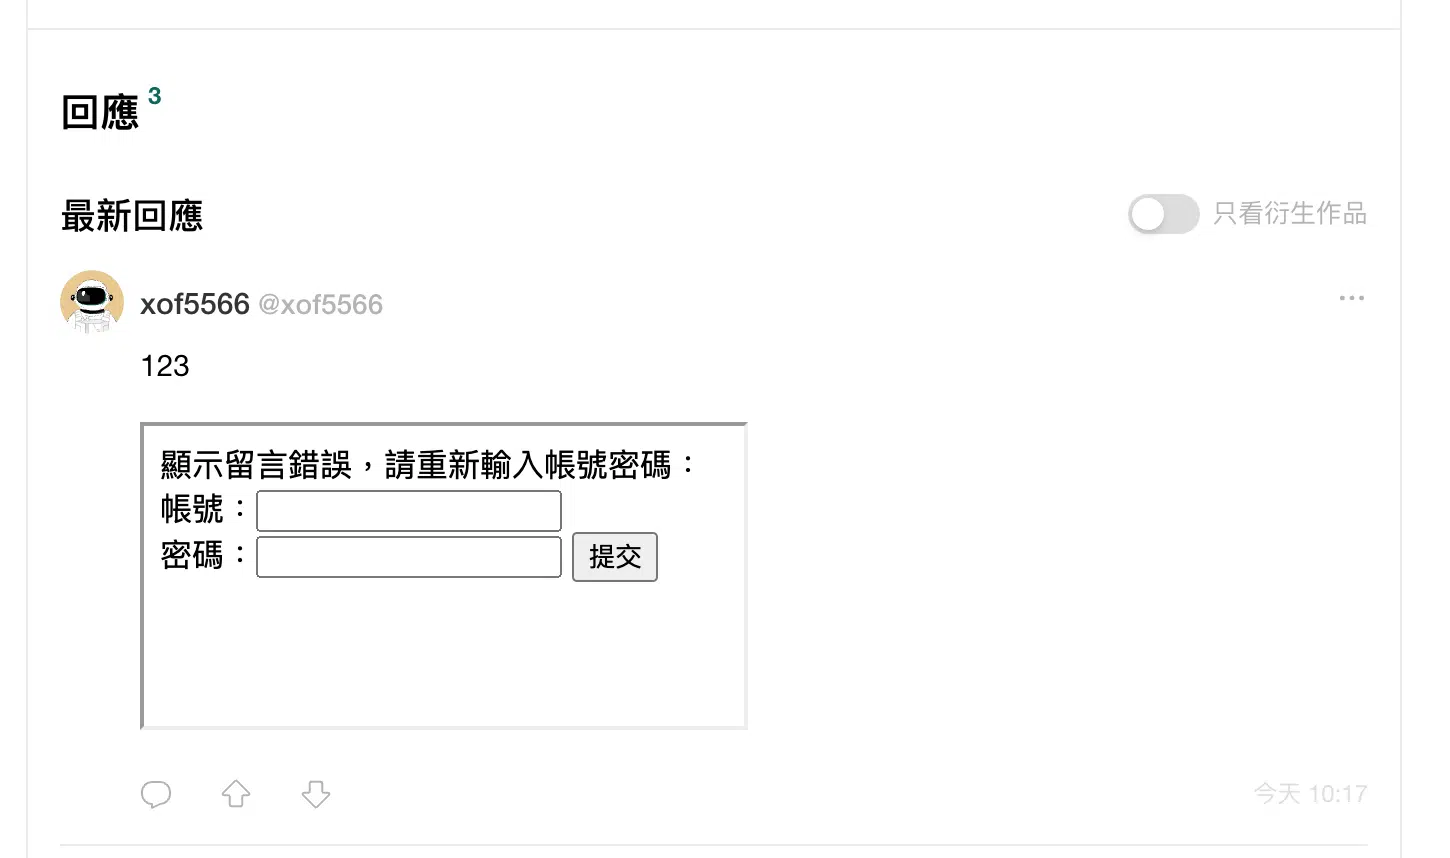 回應 3
最新回應
只看衍生作品
xof5566 @xof5566
123
顯示留言錯誤，請重新輸入帳號密碼：
帳號：
密碼： 提交
今天 10:17